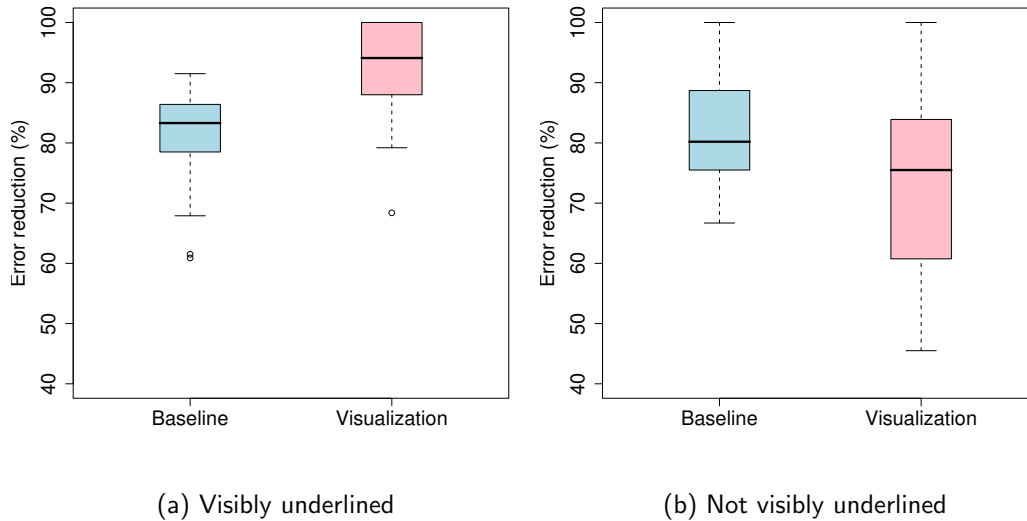 Error reduction (%)
100
90
80
70
60
50
40
Baseline
Visualization
(a) Visibly underlined
Error reduction (%)
100
90
80
70
60
50
40
Baseline
Visualization
(b) Not visibly underlined